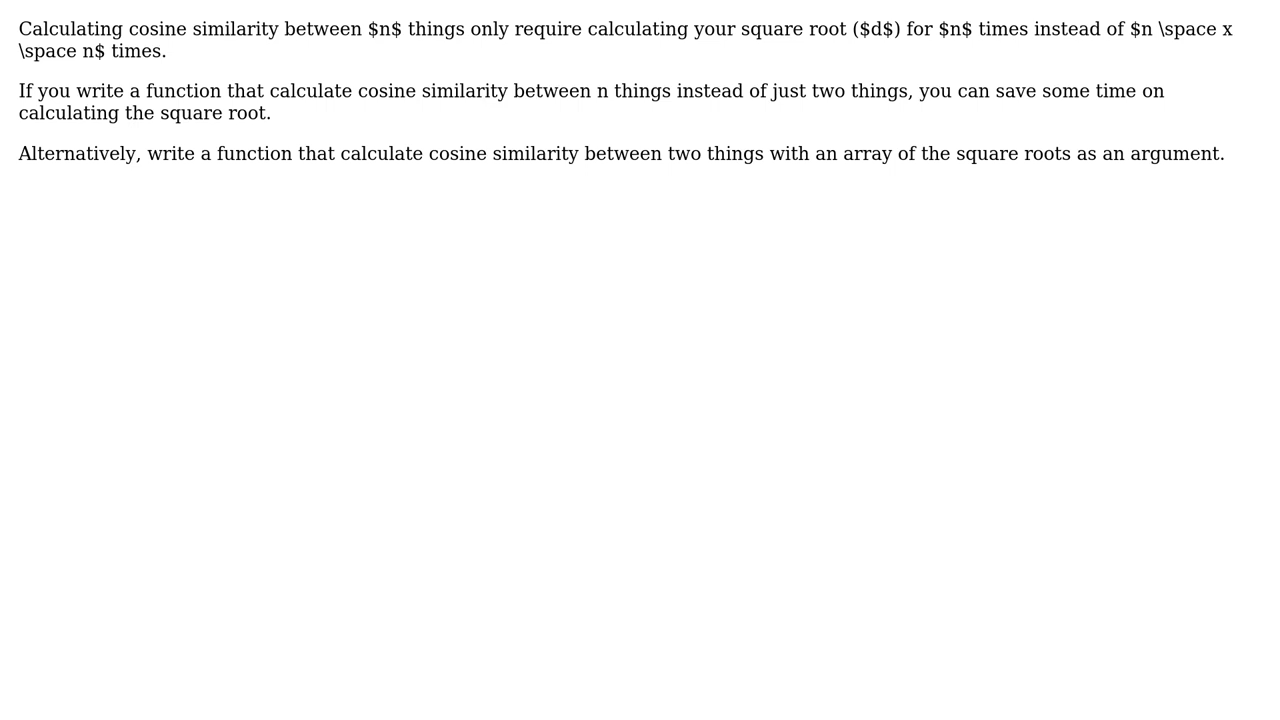 Calculating cosine similarity between $n$ things only require calculating your square root ($d$) for $n$ times instead of $n \space x
\space n$ times.
If you write a function that calculate cosine similarity between n things instead of just two things, you can save some time on
calculating the square root.
Alternatively, write a function that calculate cosine similarity between two things with an array of the square roots as an argument.